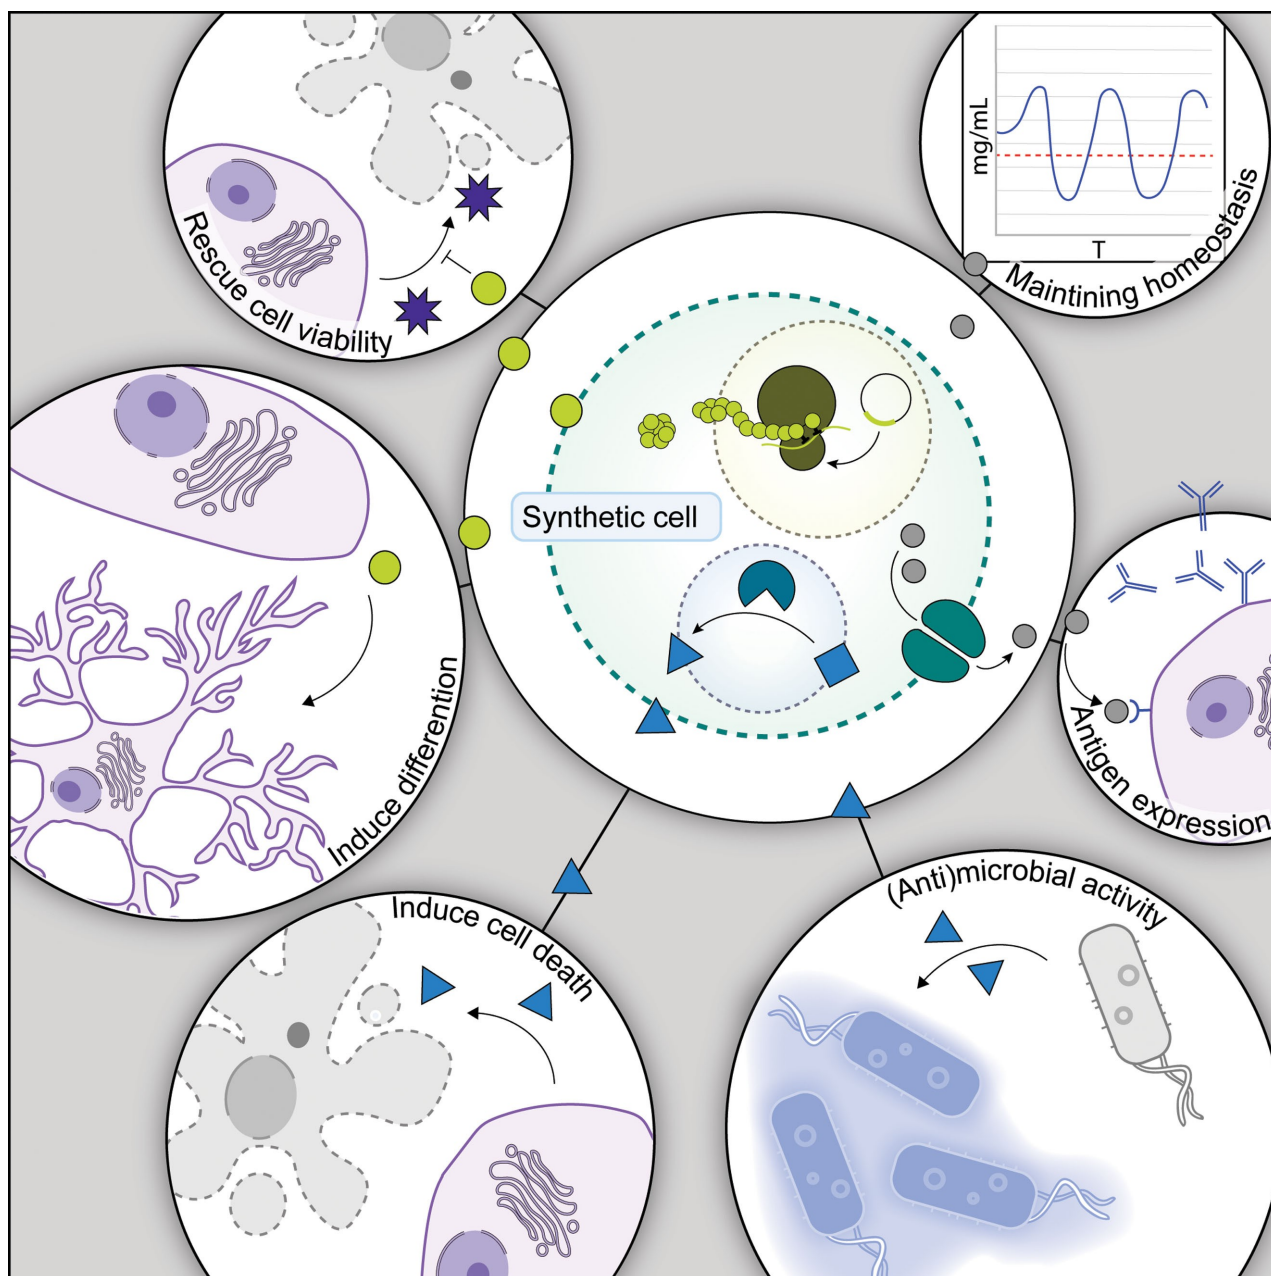 mg/mL
T
Maintining homeostasis
Rescue cell viability
Synthetic cell
Induce differention
Antigen expression
Induce cell death
(Anti)microbial activity